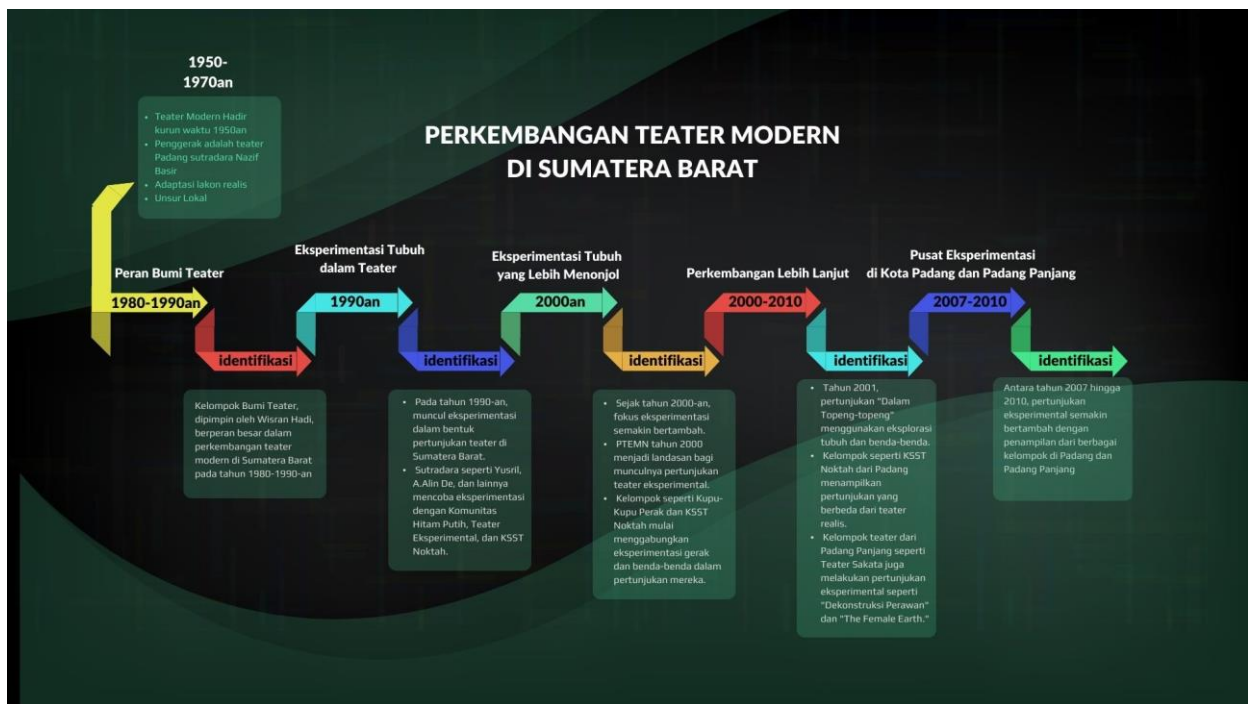 1950-
1970an
• Teater Modern Hadir
kurun waktu 1950an
• Penggerak adalah teater
Padang sutradara Nazif
Basir
• Adaptasi lakon realis
• Unsur Lokal
PERKEMBANGAN TEATER MODERN
DI SUMATERA BARAT
Peran Bumi Teater
1980-1990an
identifikasi
Kelompok Bumi Teater,
dipimpin oleh Wisran Hadi,
berperan besar dalam
perkembangan teater
modern di Sumatera Barat
pada tahun 1980-1990-an
Eksperimentasi Tubuh
dalam Teater
1990an
identifikasi
• Pada tahun 1990-an,
muncul eksperimentasi
dalam bentuk
pertunjukan teater di
Sumatera Barat.
• Sutradara seperti Yusril,
A.Alin De, dan lainnya
mencoba eksperimentasi
dengan Komunitas
Hitam Putih, Teater
Eksperimental, dan KSST
Noktah.
Eksperimentasi Tubuh
yang Lebih Menonjol
2000an
identifikasi
• Sejak tahun 2000-an,
fokus eksperimentasi
semakin bertambah.
• PTEMN tahun 2000
menjadi landasan bagi
munculnya pertunjukan
teater eksperimental.
• Kelompok seperti Kupu-
Kupu Perak dan KSST
Noktah mulai
menggabungkan
eksperimentasi gerak
dan benda-benda dalam
pertunjukan mereka.
Perkembangan Lebih Lanjut
2000-2010
identifikasi
• Tahun 2001,
pertunjukan "Dalam
Topeng-topeng"
menggunakan eksplorasi
tubuh dan benda-benda.
• Kelompok seperti KSST
Noktah dari Padang
menampilkan
pertunjukan yang
berbeda dari teater
realis.
• Kelompok teater dari
Padang Panjang seperti
Teater Sakata juga
melakukan pertunjukan
eksperimental seperti
"Dekonstruksi Perawan"
dan "The Female Earth."
Pusat Eksperimentasi
di Kota Padang dan Padang Panjang
2007-2010
identifikasi
Antara tahun 2007 hingga
2010, pertunjukan
eksperimental semakin
bertambah dengan
penampilan dari berbagai
kelompok di Padang dan
Padang Panjang